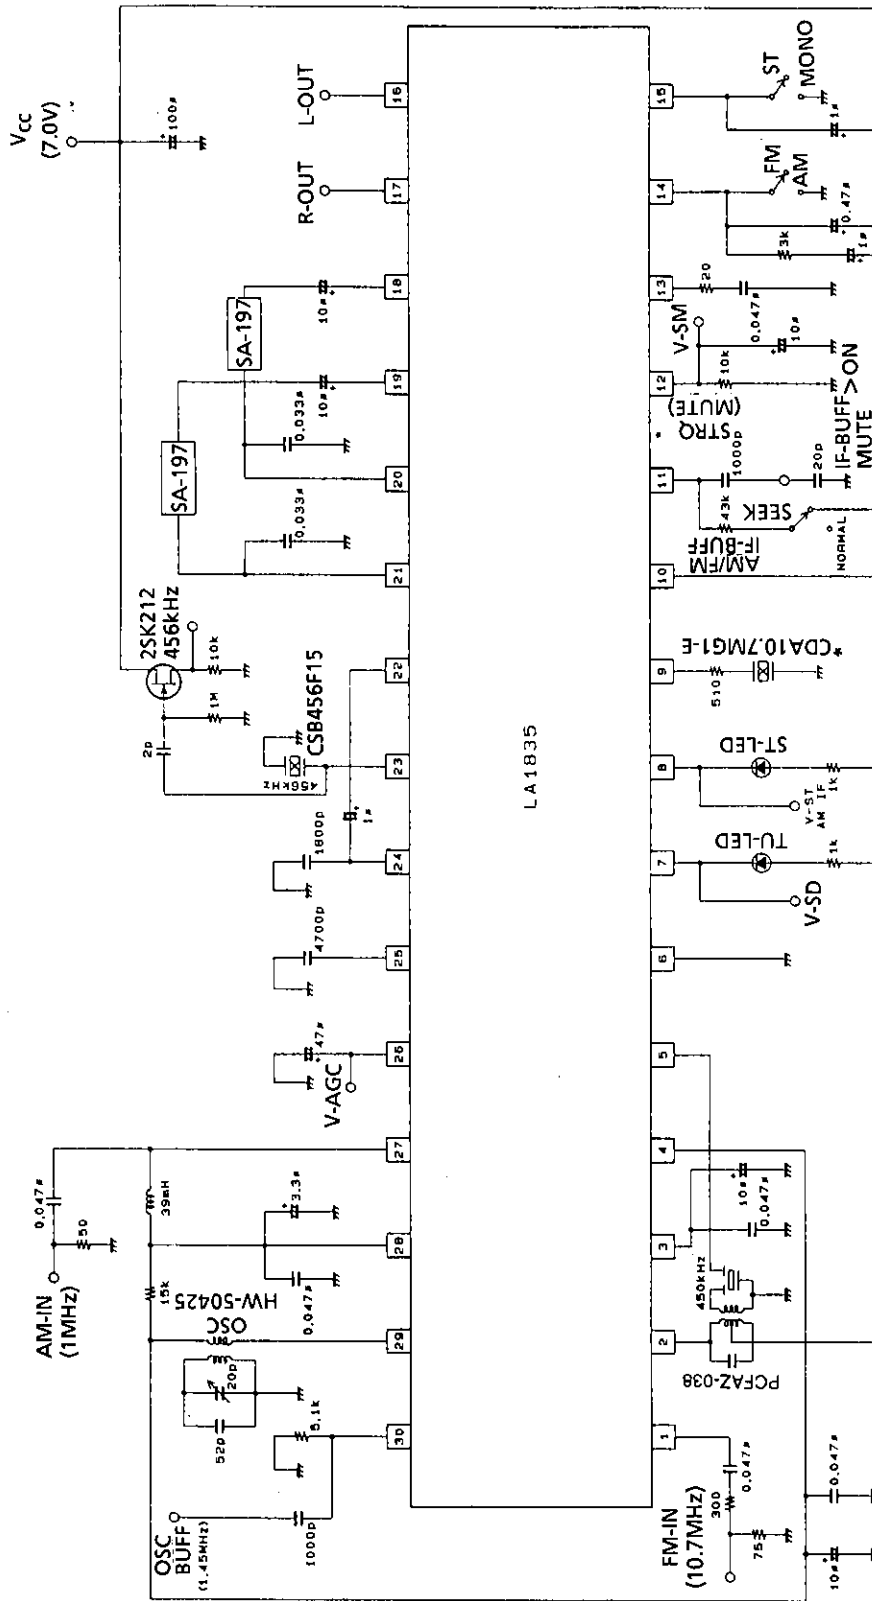 VCC
(7.0V)
100µ
L-OUT
R-OUT
16
17
18
19
20
21
22
23
24
25
26
27
28
29
30
SA-197
10µ
SA-197
10µ
0.033µ
0.033µ
2SK212
456kHz
10k
1M
2p
CSB456F15
456kHz
1µ
1800p
4700p
47µ
V-AGC
AM-IN
(1MHz)
0.047µ
50
39mH
3.3µ
15k
0.047µ
HW-50425
OSC
20p
52p
5.1k
1000p
OSC
BUFF
(1.45MHz)
LA1835
15
14
13
12
11
10
9
8
7
6
5
4
3
2
1
ST
MONO
1µ
FM
AM
0.47µ
3k
1µ
20
0.047µ
V-SM
10µ
10k
STRQ
(MUTE)
*
1000p
20p
IF-BUFF
MUTE
>ON
43k
SEEK
NORMAL
AM/FM
IF-BUFF
510
CDA10.7MG1-E
*
ST-LED
V-ST
AM IF
1k
TU-LED
V-SD
1k
10µ
0.047µ
450kHz
PCFAZ-038
0.047µ
300
75
FM-IN
(10.7MHz)
0.047µ
10µ